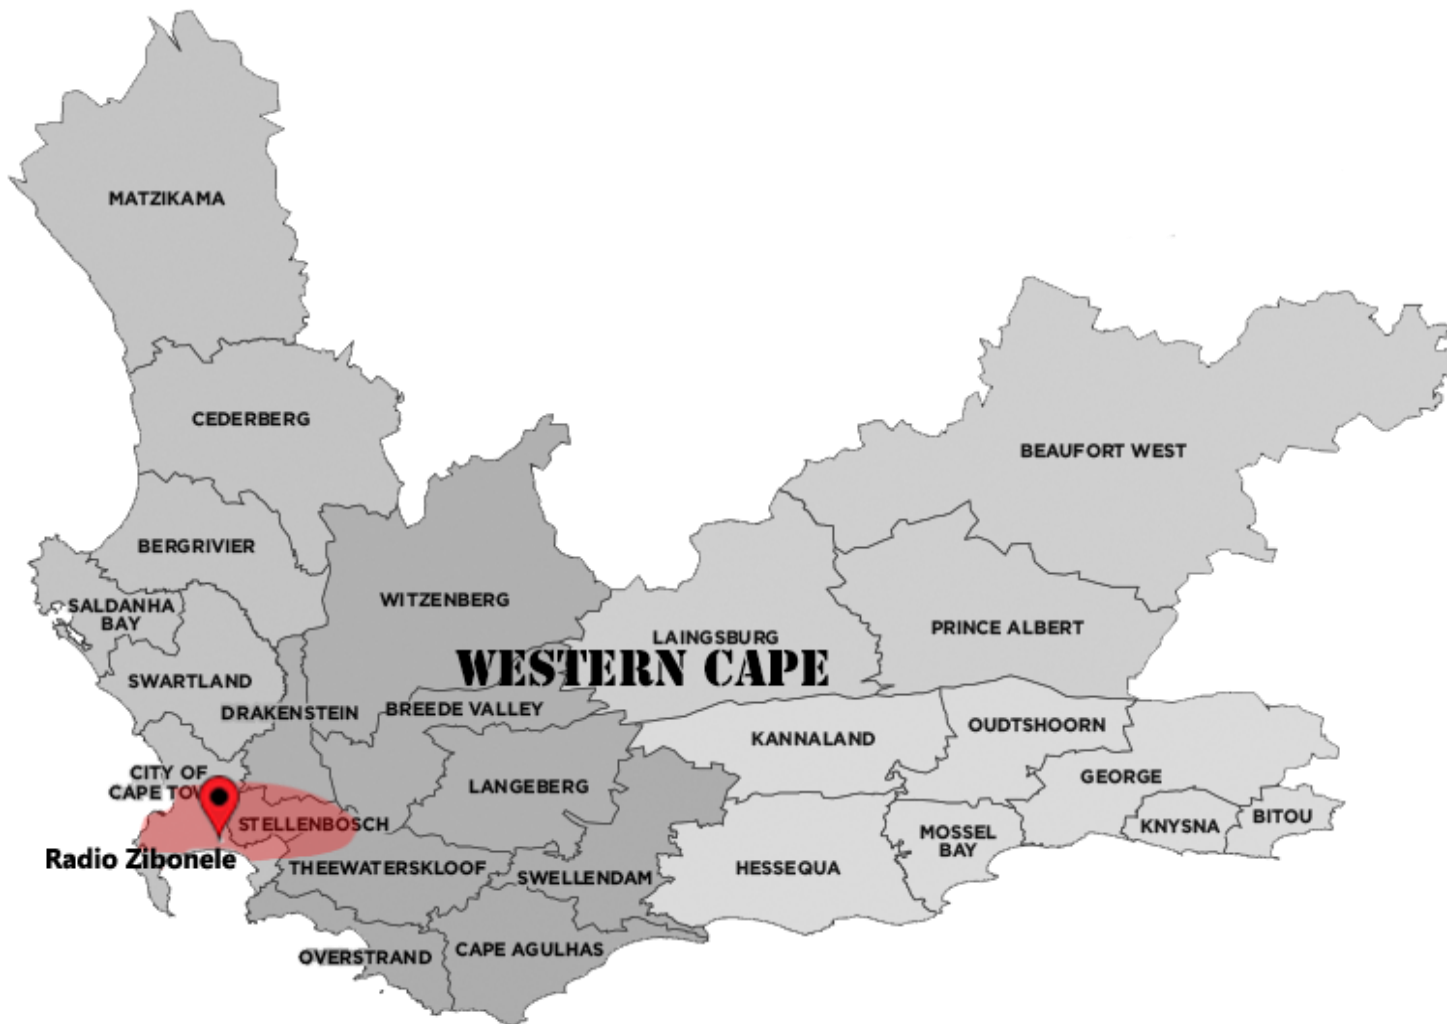 MATZIKAMA
CEDERBERG
BEAUFORT WEST
BERGRIVIER
WITZENBERG
SALDANHA
BAY
PRINCE ALBERT
LAINGSBURG
WESTERN CAPE
SWARTLAND
DRAKENSTEIN
BREEDE VALLEY
OUDTSHOORN
KANNALAND
CITY OF
CAPE TOW
LANGEBERG
GEORGE
STELLENBOSCH
MOSSEL
BAY
KNYSNA
BITOU
Radio Zibonele
THEEWATERSKLOOF
SWELLENDAM
HESSEQUA
OVERSTRAND
CAPE AGULHAS